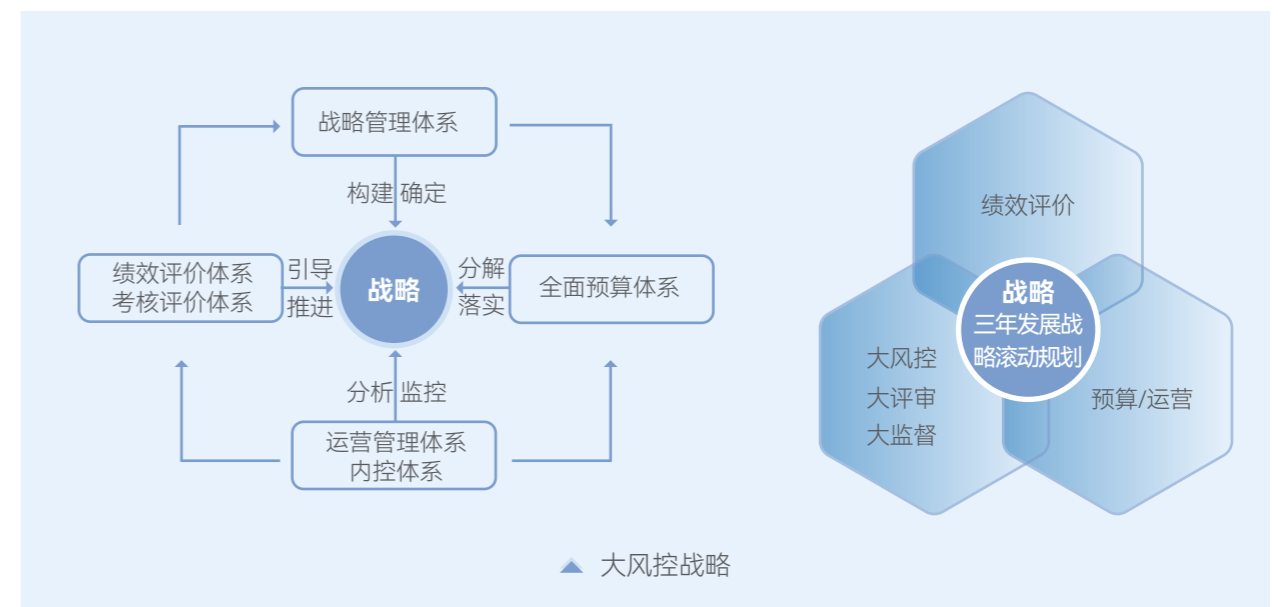 战略管理体系
构建 确定
绩效评价体系
考核评价体系
引导
推进
战略
分解
落实
全面预算体系
分析 监控
运营管理体系
内控体系
绩效评价
战略
三年发展战
略滚动规划
大风控
大评审
大监督
预算/运营
大风控战略